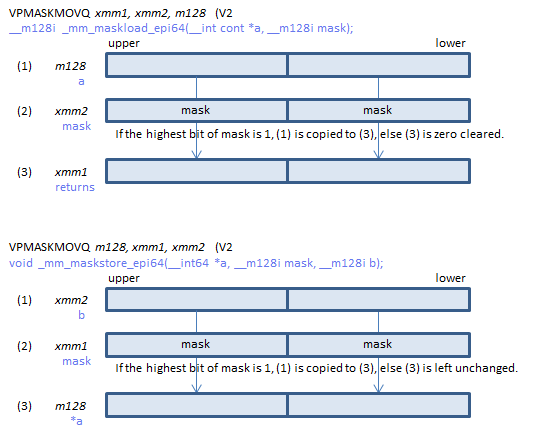 VPMASKMOVQ xmm1, xmm2, m128 (V2
__m128i _mm_maskload_epi64(__int cont *a, __m128i mask);
upper lower
(1) m128
a
(2) xmm2 mask mask
mask
If the highest bit of mask is 1, (1) is copied to (3), else (3) is zero cleared.
(3) xmm1
returns
VPMASKMOVQ m128, xmm1, xmm2 (V2
void _mm_maskstore_epi64(__int64 *a, __m128i mask, __m128i b);
upper lower
(1) xmm2
b
(2) xmm1 mask mask
mask
If the highest bit of mask is 1, (1) is copied to (3), else (3) is left unchanged.
(3) m128
*a